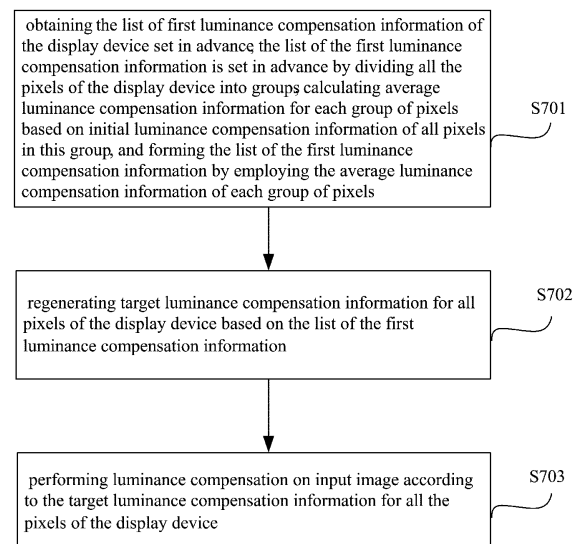 obtaining the list of first luminance compensation information of
the display device set in advance, the list of the first luminance
compensation information is set in advance by dividing all the
pixels of the display device into groups, calculating average
luminance compensation information for each group of pixels
based on initial luminance compensation information of all pixels
in this group, and forming the list of the first luminance
compensation information by employing the average luminance
compensation information of each group of pixels
S701
regenerating target luminance compensation information for all
pixels of the display device based on the list of the first
luminance compensation information
S702
performing luminance compensation on input image according
to the target luminance compensation information for all the
pixels of the display device
S703